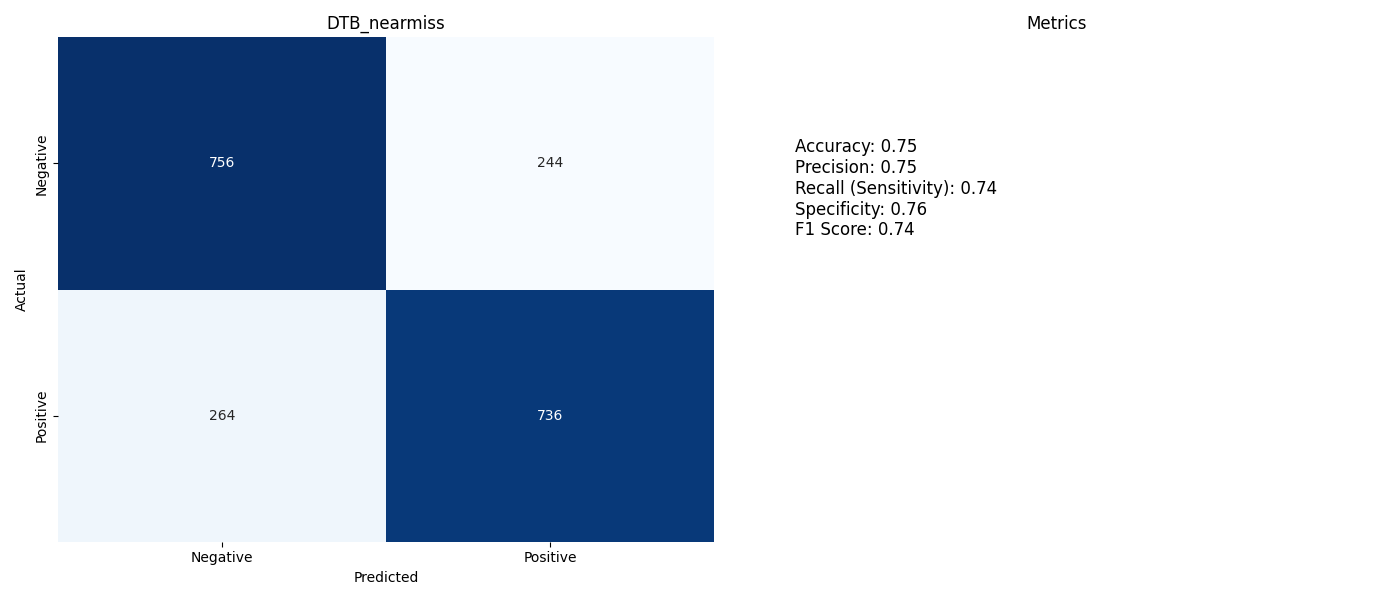 DTB_nearmiss
Negative
756
244
Actual
Positive
264
736
Negative
Positive
Predicted
Metrics
Accuracy: 0.75
Precision: 0.75
Recall (Sensitivity): 0.74
Specificity: 0.76
F1 Score: 0.74